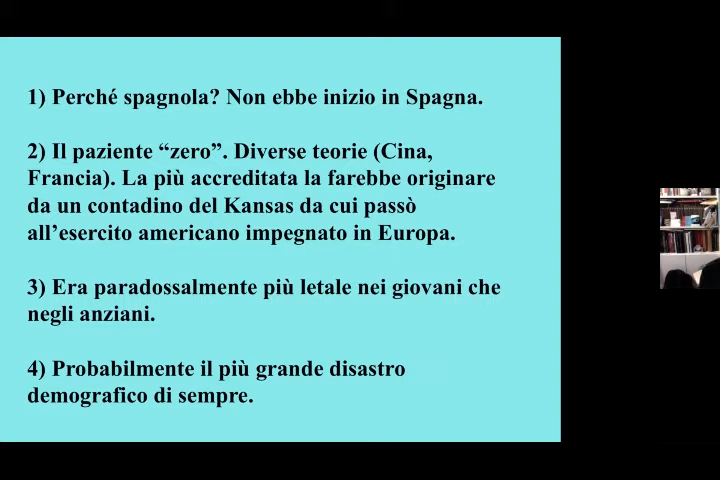 1) Perché spagnola? Non ebbe inizio in Spagna.
2) Il paziente “zero”. Diverse teorie (Cina,
Francia). La più accreditata la farebbe originare
da un contadino del Kansas da cui passò
all’esercito americano impegnato in Europa.
3) Era paradossalmente più letale nei giovani che
negli anziani.
4) Probabilmente il più grande disastro
demografico di sempre.